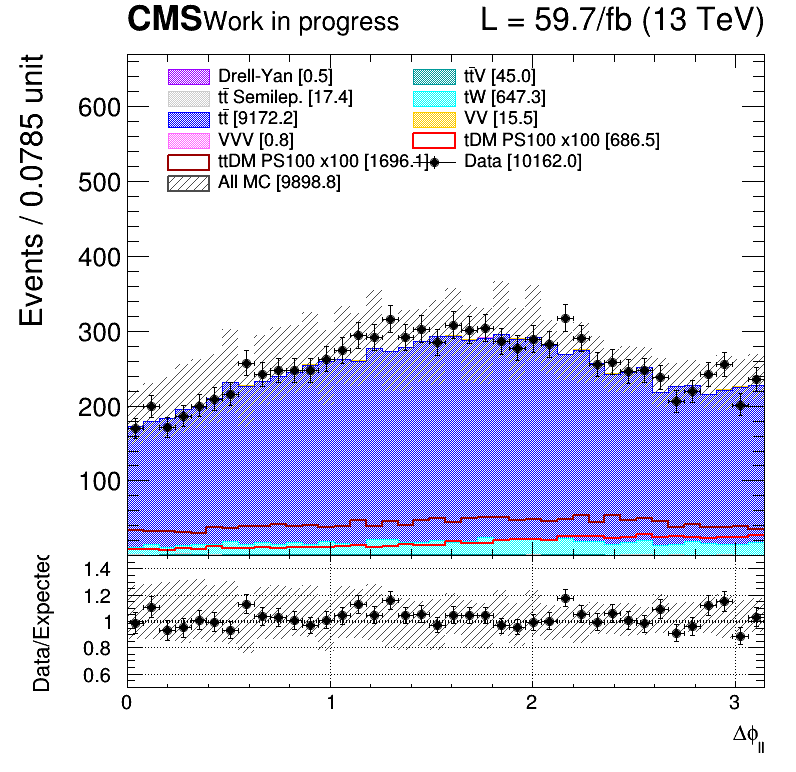 CMS Work in progress L = 59.7/fb (13 TeV)
Events / 0.0785 unit
Drell-Yan [0.5] tt̄V [45.0]
tt̄ Semilep. [17.4] tW [647.3]
tt̄ [9172.2] VV [15.5]
VVV [0.8] tDM PS100 x100 [686.5]
ttDM PS100 x100 [1696.1] Data [10162.0]
All MC [9898.8]
600
500
400
300
200
100
Data/Expected
1.4
1.2
1
0.8
0.6
0 1 2 3
Δϕll